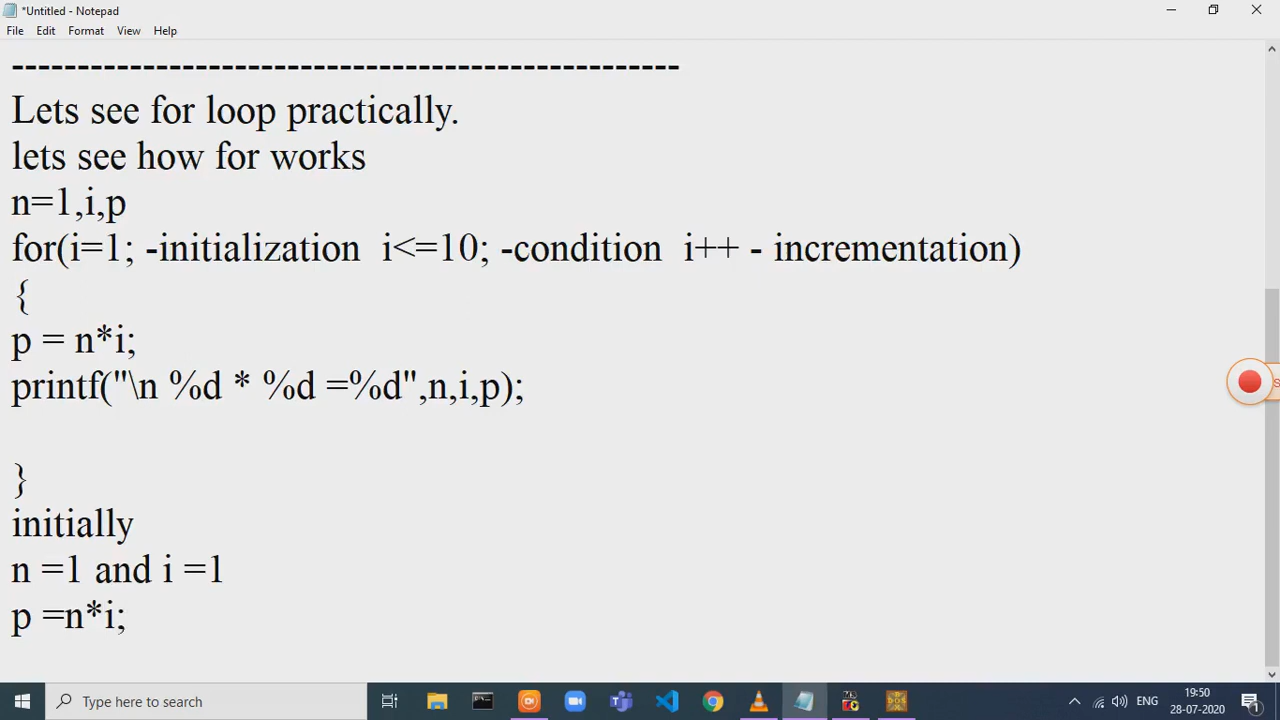 *Untitled - Notepad
File Edit Format View Help
---------------------------------------------------
Lets see for loop practically.
lets see how for works
n=1,i,p
for(i=1; -initialization  i<=10; -condition  i++ - incrementation)
{
p = n*i;
printf("\n %d * %d =%d",n,i,p);
}
initially
n =1 and i =1
p =n*i;
S
Type here to search
ENG
19:50
28-07-2020
1